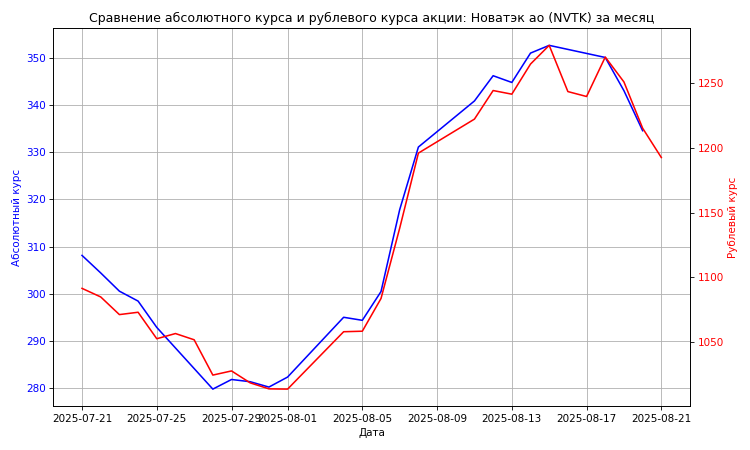 Сравнение абсолютного курса и рублевого курса акции: Новатэк ао (NVTK) за месяц
350
340
330
320
310
300
290
280
Абсолютный курс
1250
1200
1150
1100
1050
Рублевый курс
2025-07-21 2025-07-25 2025-07-29 2025-08-01 2025-08-05 2025-08-09 2025-08-13 2025-08-17 2025-08-21
Дата